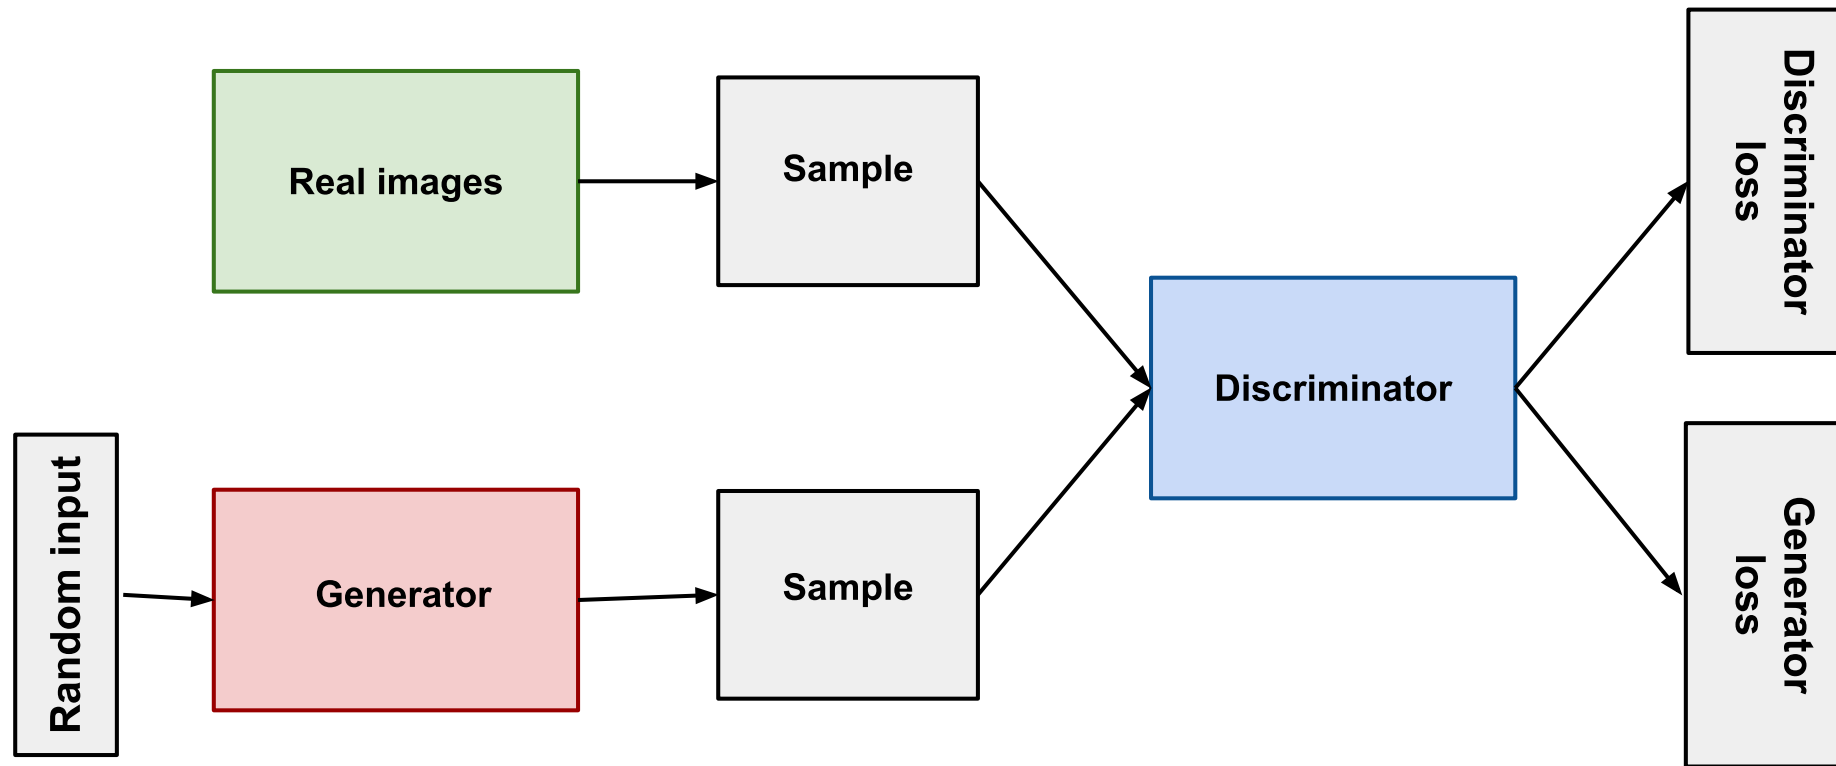 Real images
Sample
Discriminator
loss
Discriminator
Random input
Generator
Sample
Generator
loss